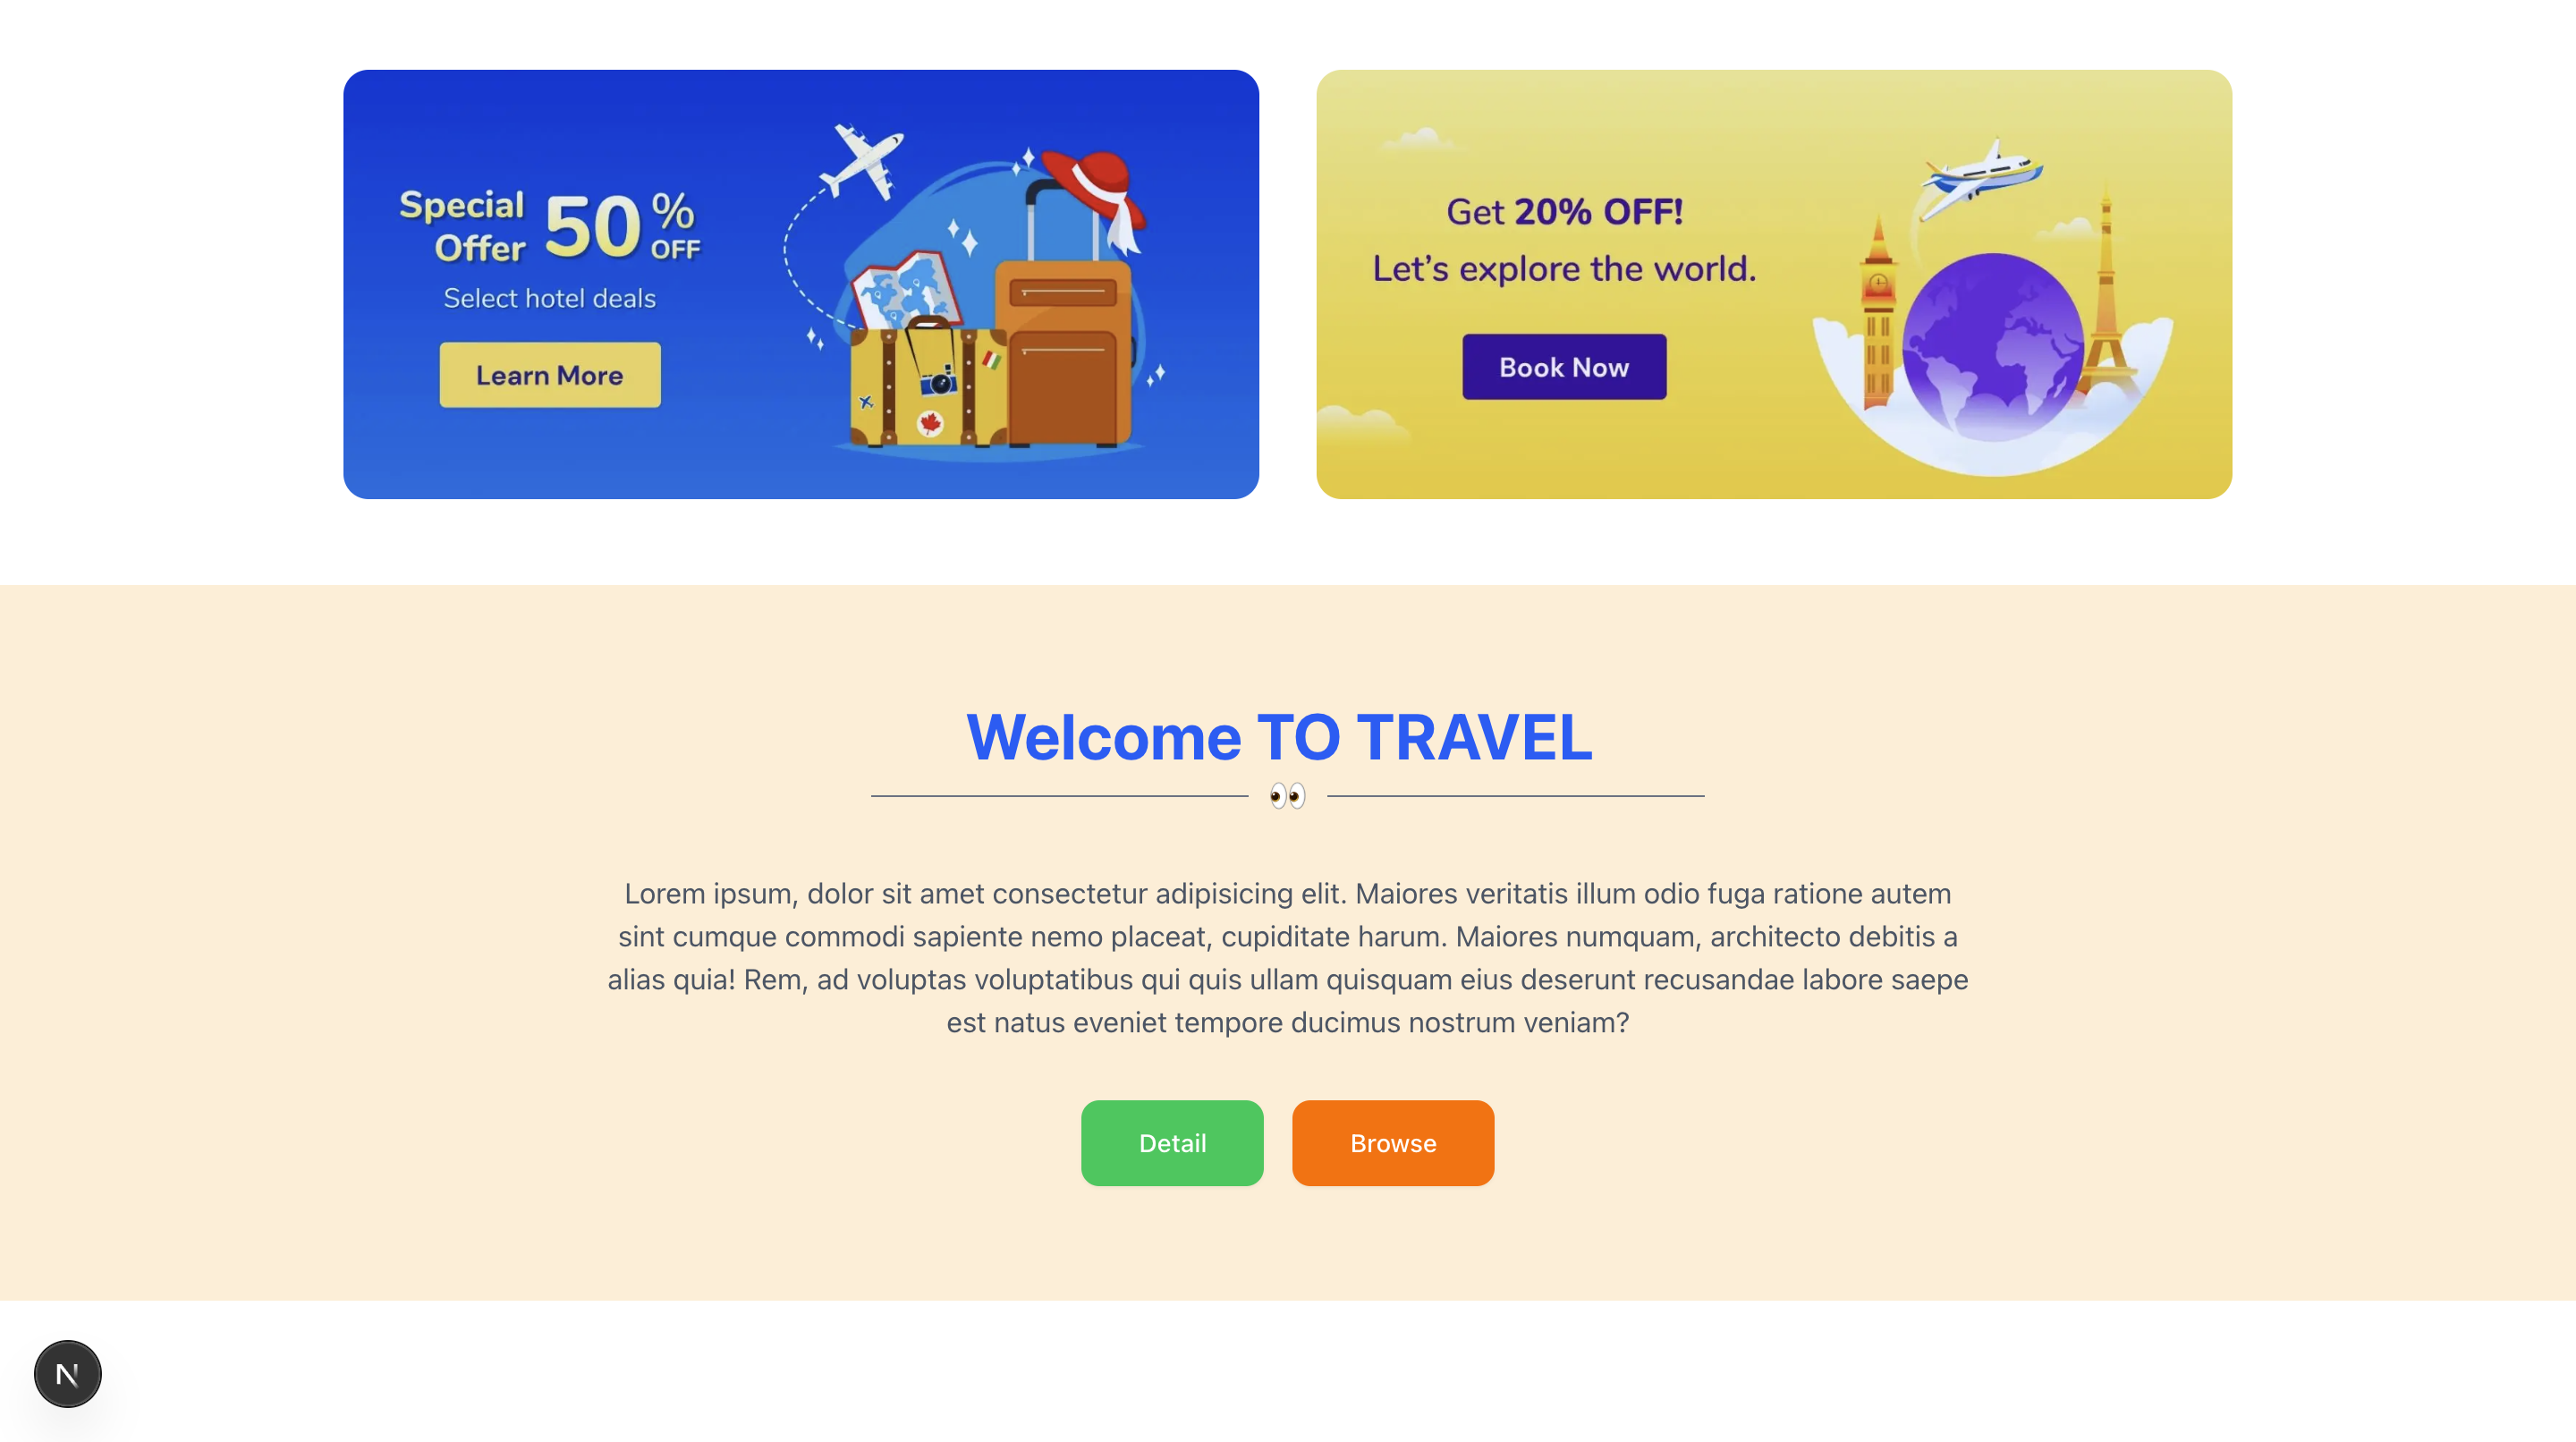 Special
Offer
50
%
OFF
Select hotel deals
Learn More
Get 20% OFF!
Let’s explore the world.
Book Now
Welcome TO TRAVEL
👀
Lorem ipsum, dolor sit amet consectetur adipisicing elit. Maiores veritatis illum odio fuga ratione autem
sint cumque commodi sapiente nemo placeat, cupiditate harum. Maiores numquam, architecto debitis a
alias quia! Rem, ad voluptas voluptatibus qui quis ullam quisquam eius deserunt recusandae labore saepe
est natus eveniet tempore ducimus nostrum veniam?
Detail
Browse
N